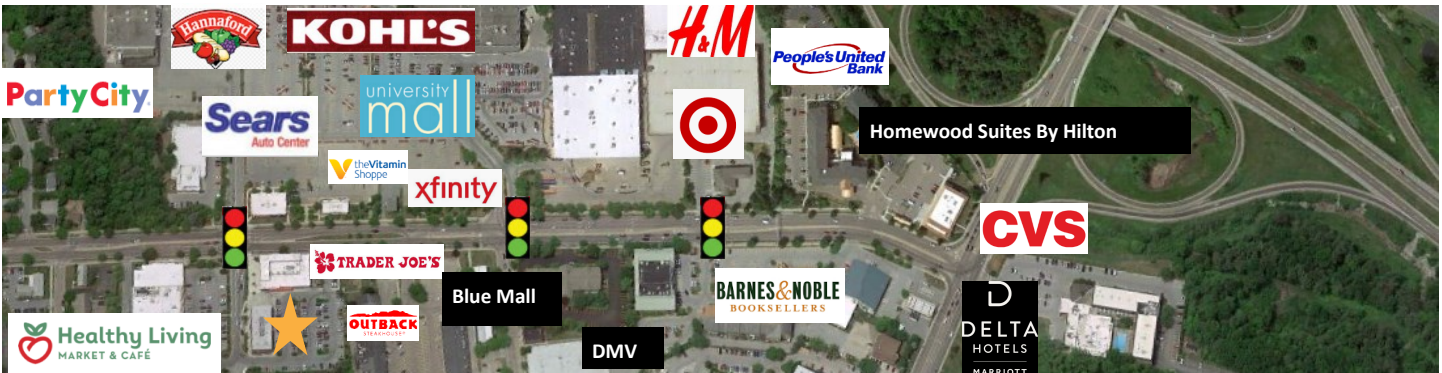 Hannaford
KOHL'S
H&M
People's United
Bank
Party City
university
mall
Sears
Auto Center
Homewood Suites By Hilton
theVitamin
Shoppe
xfinity
CVS
TRADER JOE'S
Blue Mall
BARNES&NOBLE
BOOKSELLERS
D
DELTA
HOTELS
MARRIOTT
Healthy Living
MARKET & CAFÉ
OUTBACK
STEAKHOUSE
DMV